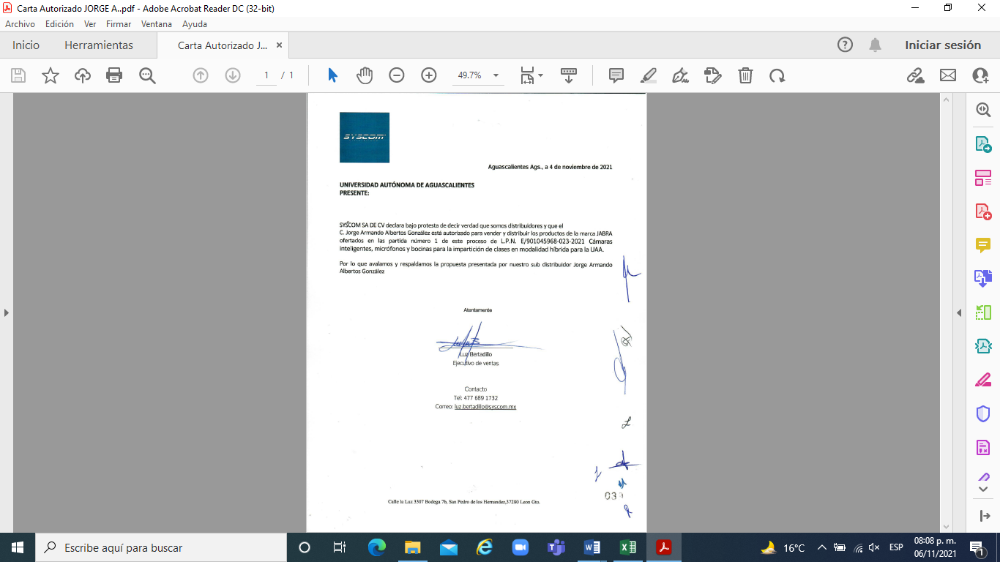 Carta Autorizado JORGE A..pdf - Adobe Acrobat Reader DC (32-bit)
Archivo Edición Ver Firmar Ventana Ayuda
Inicio Herramientas Carta Autorizado J... × Iniciar sesión
1 / 1 49.7%
SYSCOM
Aguascalientes Ags., a 4 de noviembre de 2021
UNIVERSIDAD AUTÓNOMA DE AGUASCALIENTES
PRESENTE:
SYSCOM SA DE CV declara bajo protesta de decir verdad que somos distribuidores y que el
C. Jorge Armando Albertos González está autorizado para vender y distribuir los productos de la marca JABRA
ofertados en las partida número 1 de este proceso de L.P.N. E/901045968-023-2021 Cámaras
inteligentes, micrófonos y bocinas para la impartición de clases en modalidad híbrida para la UAA.
Por lo que avalamos y respaldamos la propuesta presentada por nuestro sub distribuidor Jorge Armando
Albertos González
Atentamente
Luz Bertadillo
Ejecutivo de ventas
Contacto
Tel: 477 689 1732
Correo: luz.bertadillo@syscom.mx
039
Calle la Luz 3307 Bodega 7b, San Pedro de los Hernandez,37280 Leon Gto.
Escribe aquí para buscar
16°C ESP 08:08 p. m.
06/11/2021 1